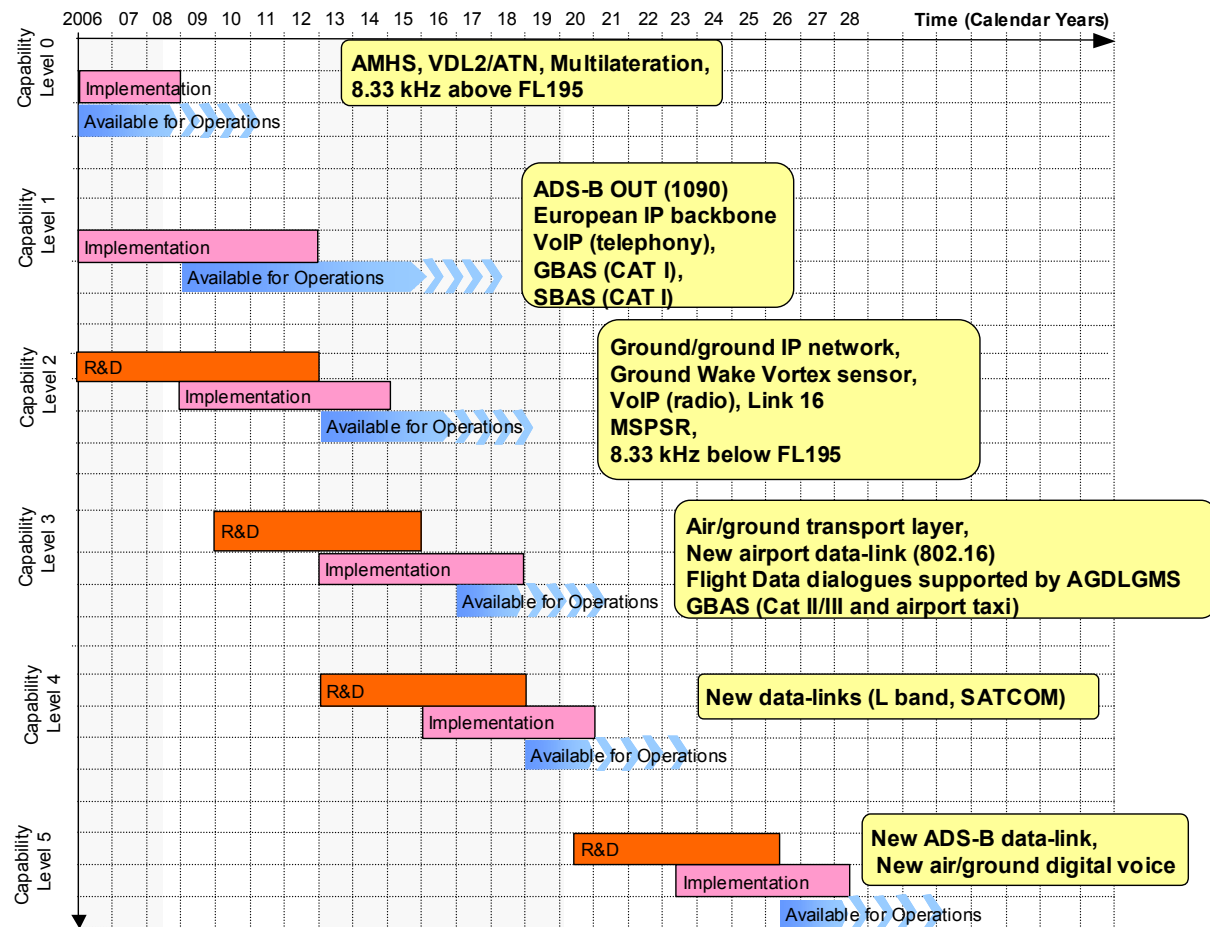 2006 06 09 10 12 13 15 15 16 17 18 19 20 20 22 23 24 25 26 27 28 Time (Calendar Years)
Capability
Level 0
Implementation
Available for Operations
AMHS, VDL2/ATN, Multilateration,
8.33 kHz above FL195
Capability
Level 1
Implementation
Available for Operations
ADS-B OUT (1090)
European IP backbone
VoIP (telephony),
GBAS (CAT I),
SBAS (CAT I)
Capability
Level 2
R&D
Implementation
Available for Operations
Ground/ground IP network,
Ground Wake Vortex sensor,
VoIP (radio), Link 16
MSPSR,
8.33 kHz below FL195
Capability
Level 3
R&D
Implementation
Available for Operations
Air/ground transport layer,
New airport data-link (802.16)
Flight Data dialogues supported by AGDLGMS
GBAS (Cat II/III and airport taxi)
Capability
Level 4
R&D
Implementation
Available for Operations
New data-links (L band, SATCOM)
Capability
Level 5
R&D
Implementation
Available for Operations
New ADS-B data-link,
New air/ground digital voice